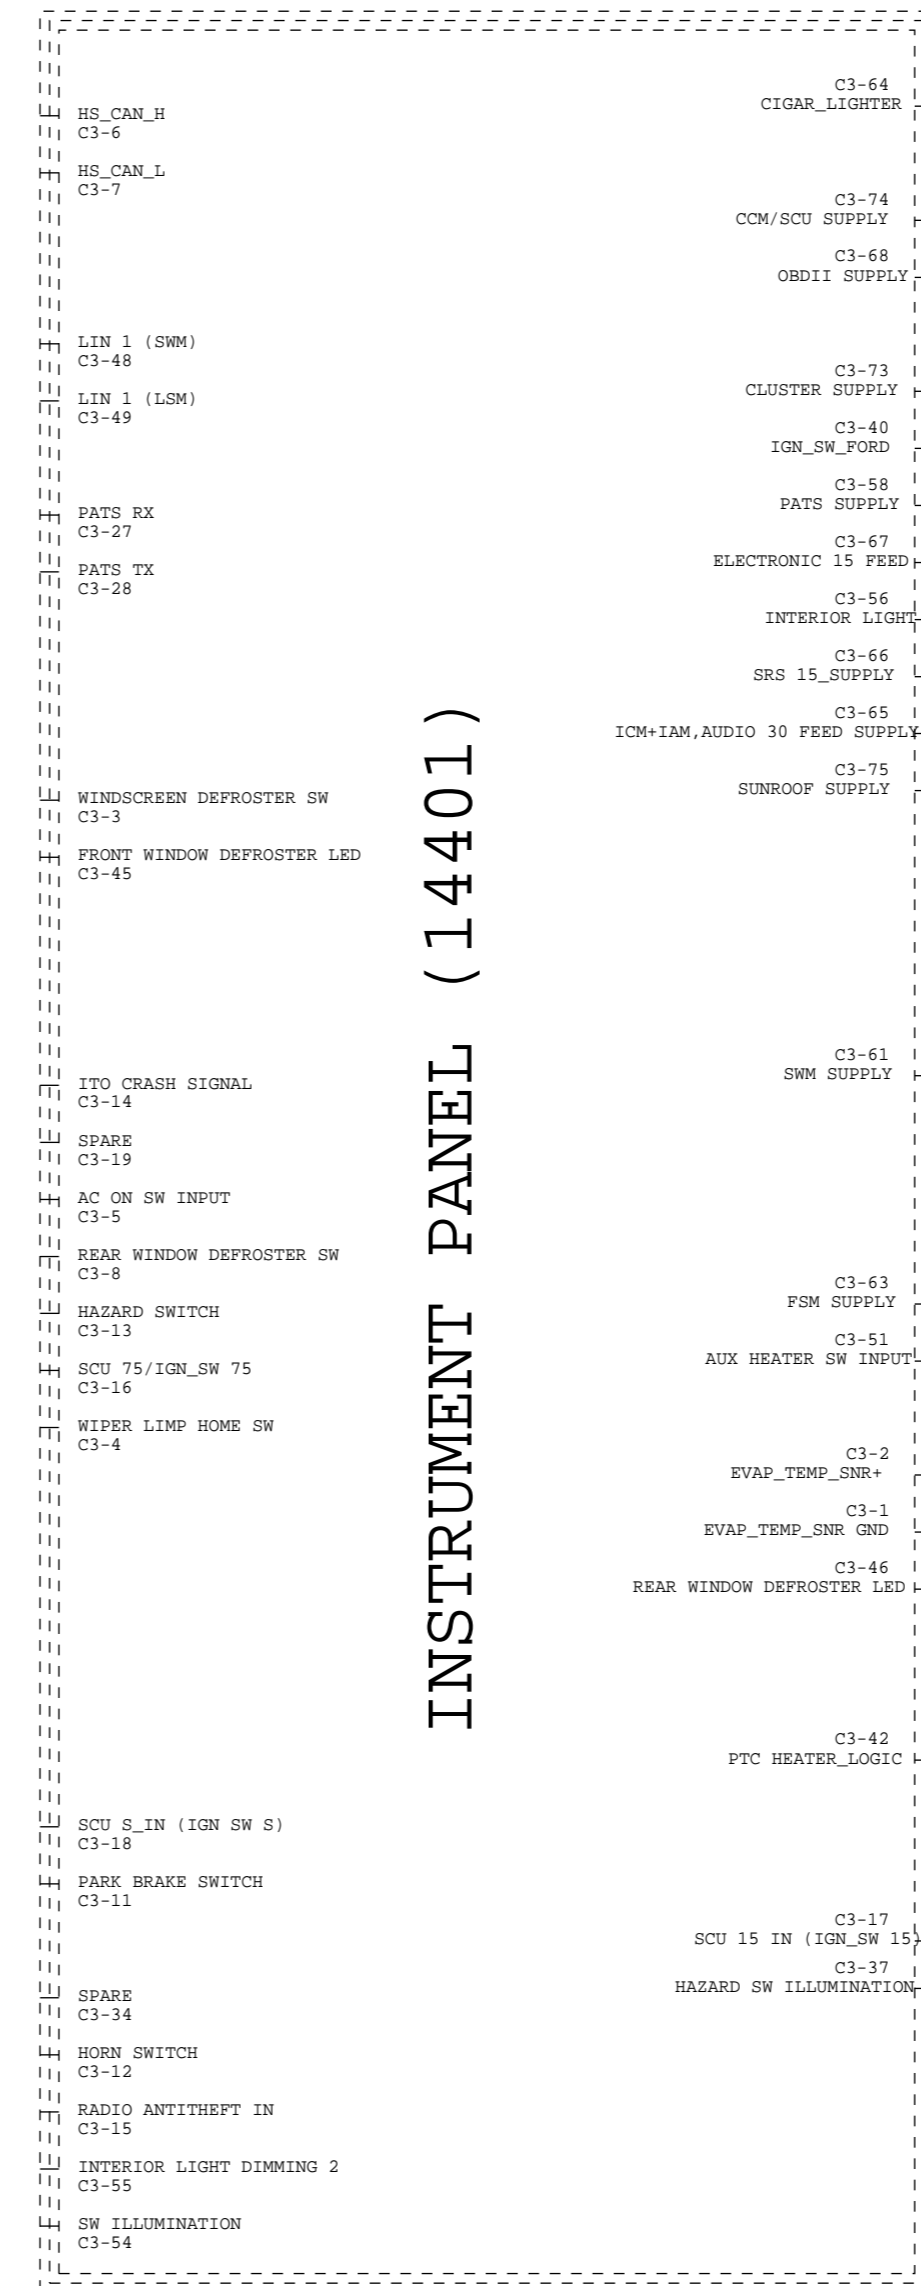 HS_CAN_H
C3-6
HS_CAN_L
C3-7
LIN 1 (SWM)
C3-48
LIN 1 (LSM)
C3-49
PATS RX
C3-27
PATS TX
C3-28
WINDSCREEN DEFROSTER SW
C3-3
FRONT WINDOW DEFROSTER LED
C3-45
ITO CRASH SIGNAL
C3-14
SPARE
C3-19
AC ON SW INPUT
C3-5
REAR WINDOW DEFROSTER SW
C3-8
HAZARD SWITCH
C3-13
SCU 75/IGN_SW 75
C3-16
WIPER LIMP HOME SW
C3-4
SCU S_IN (IGN SW S)
C3-18
PARK BRAKE SWITCH
C3-11
SPARE
C3-34
HORN SWITCH
C3-12
RADIO ANTITHEFT IN
C3-15
INTERIOR LIGHT DIMMING 2
C3-55
SW ILLUMINATION
C3-54
INSTRUMENT PANEL (14401)
C3-64
CIGAR_LIGHTER
C3-74
CCM/SCU SUPPLY
C3-68
OBDII SUPPLY
C3-73
CLUSTER SUPPLY
C3-40
IGN_SW_FORD
C3-58
PATS SUPPLY
C3-67
ELECTRONIC 15 FEED
C3-56
INTERIOR LIGHT
C3-66
SRS 15_SUPPLY
C3-65
ICM+IAM,AUDIO 30 FEED SUPPLY
C3-75
SUNROOF SUPPLY
C3-61
SWM SUPPLY
C3-63
FSM SUPPLY
C3-51
AUX HEATER SW INPUT
C3-2
EVAP_TEMP_SNR+
C3-1
EVAP_TEMP_SNR GND
C3-46
REAR WINDOW DEFROSTER LED
C3-42
PTC HEATER_LOGIC
C3-17
SCU 15 IN (IGN_SW 15)
C3-37
HAZARD SW ILLUMINATION